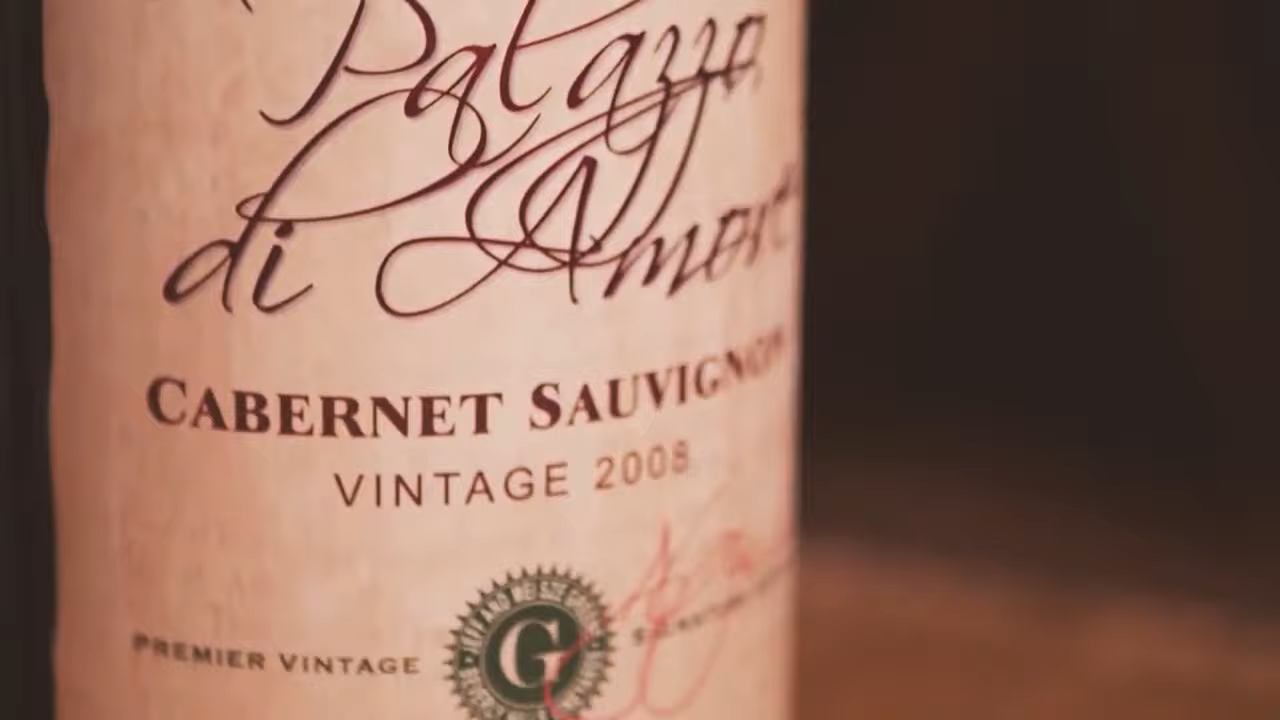 Palazzo
di Amore
CABERNET SAUVIGNON
VINTAGE 2008
PREMIER VINTAGE
G